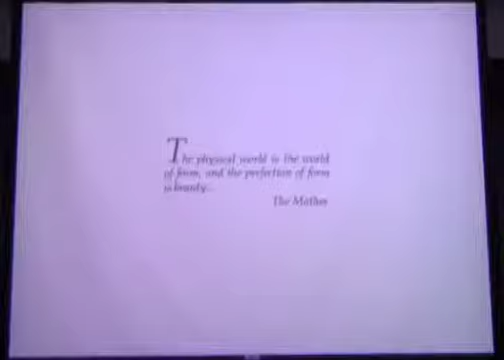 The physical world is the world
of form, and the perfection of form
is beauty...
The Mother